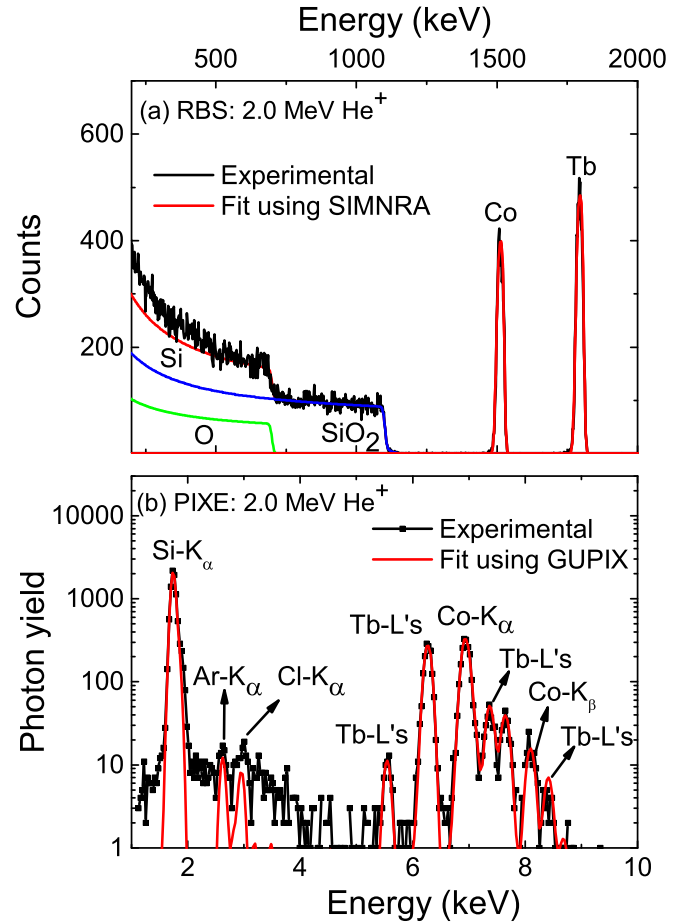 Energy (keV)
500 1000 1500 2000
(a) RBS: 2.0 MeV He⁺
600
Experimental
Fit using SIMNRA
Tb
Co
400
Counts
200
Si
O
SiO₂
(b) PIXE: 2.0 MeV He⁺
10000
Experimental
Fit using GUPIX
Si-Kα
1000
Tb-L's
Co-Kα
Ar-Kα
Cl-Kα
Tb-L's
100
Co-Kβ
Tb-L's
Tb-L's
Photon yield
10
1
2 4 6 8 10
Energy (keV)